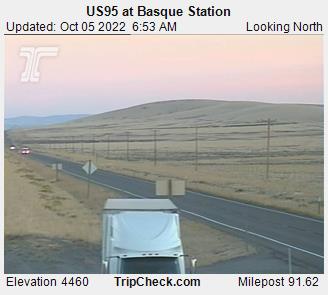 US95 at Basque Station
Updated: Oct 05 2022 6:53 AM Looking North
Elevation 4460 TripCheck.com Milepost 91.62